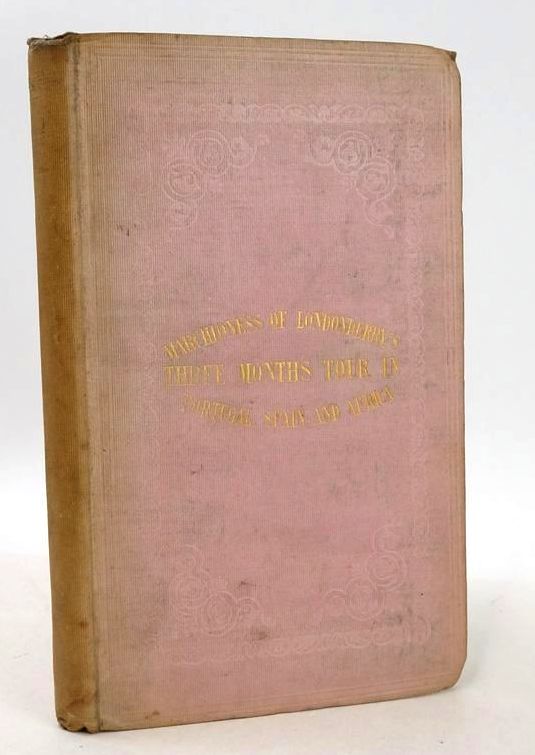 MARCHIONESS OF LONDONDERRY'S
THREE MONTHS TOUR IN
PORTUGAL, SPAIN, AND AFRICA